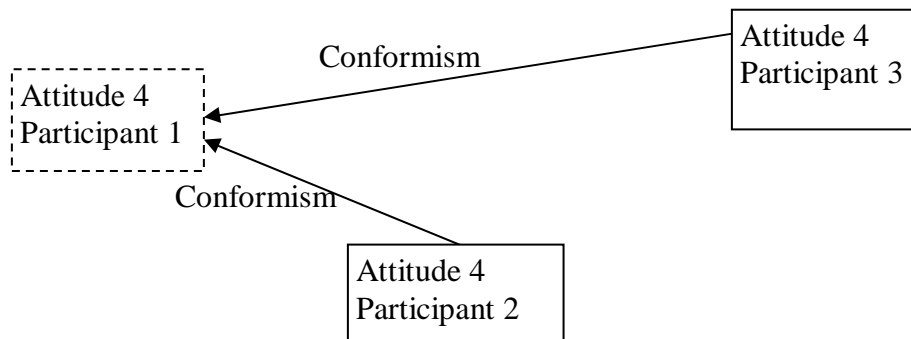 Attitude 4
Participant 3
Conformism
Attitude 4
Participant 1
Conformism
Attitude 4
Participant 2